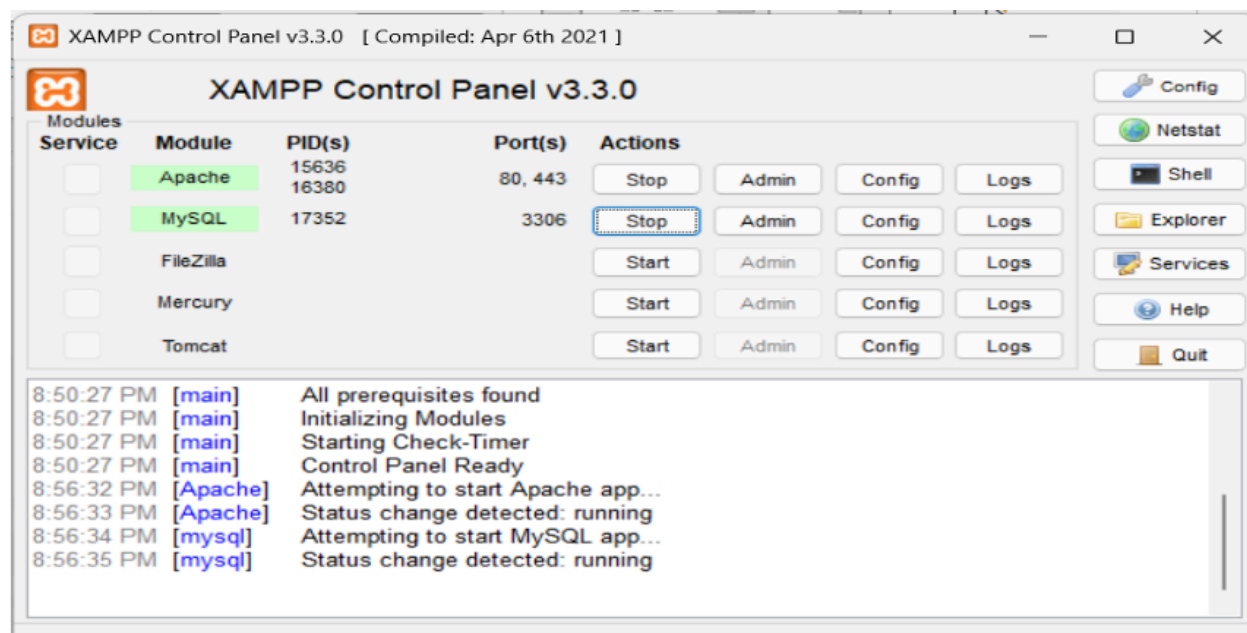 XAMPP Control Panel v3.3.0 [ Compiled: Apr 6th 2021 ]
XAMPP Control Panel v3.3.0
Config
Modules
Netstat
Service Module PID(s) Port(s) Actions
Apache 15636 16380 80, 443 Stop Admin Config Logs
Shell
MySQL 17352 3306 Stop Admin Config Logs
Explorer
FileZilla Start Admin Config Logs
Services
Mercury Start Admin Config Logs
Help
Tomcat Start Admin Config Logs
Quit
8:50:27 PM [main] All prerequisites found
8:50:27 PM [main] Initializing Modules
8:50:27 PM [main] Starting Check-Timer
8:50:27 PM [main] Control Panel Ready
8:56:32 PM [Apache] Attempting to start Apache app...
8:56:33 PM [Apache] Status change detected: running
8:56:34 PM [mysql] Attempting to start MySQL app...
8:56:35 PM [mysql] Status change detected: running